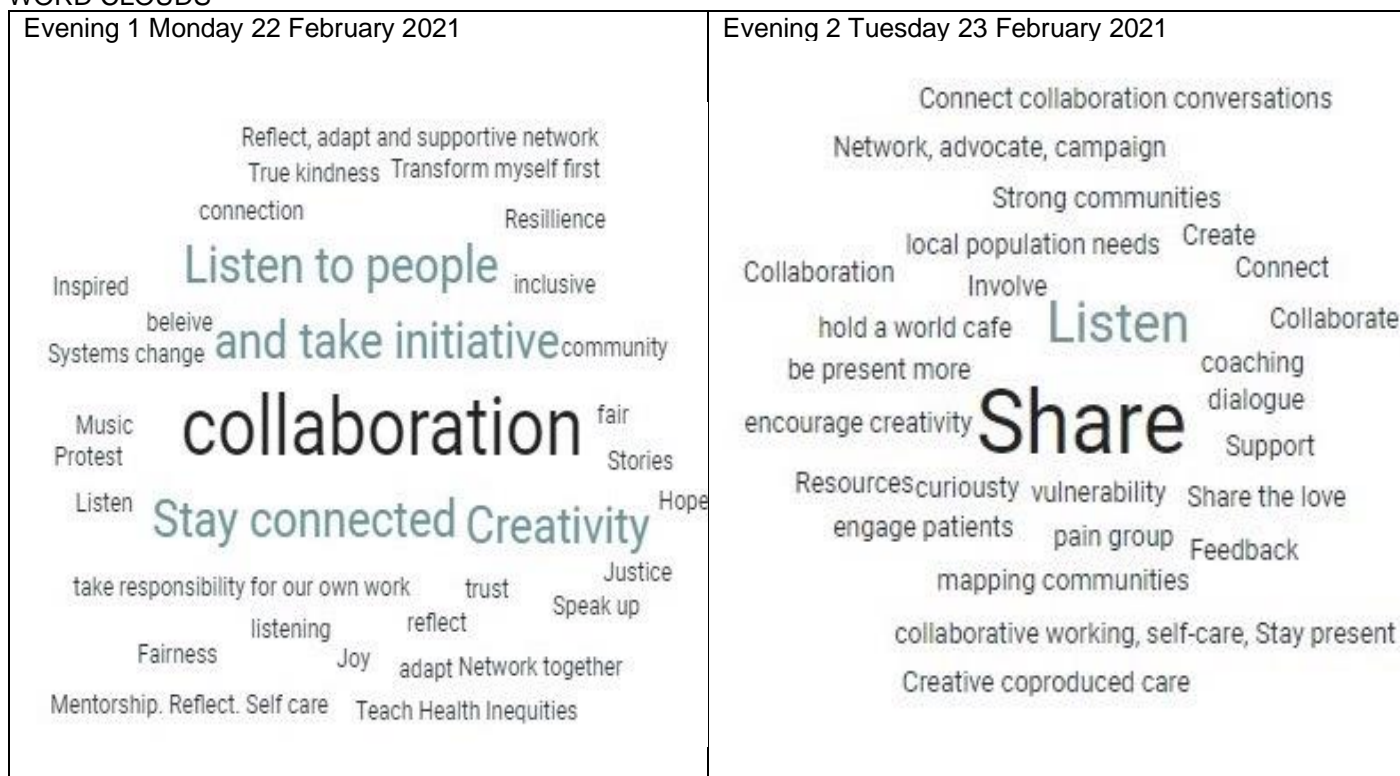 WORD CLOUDS
Evening 1 Monday 22 February 2021
Reflect, adapt and supportive network
True kindness Transform myself first
connection
Resillience
Listen to people
Inspired
inclusive
beleive
and take initiative
community
Systems change
collaboration
fair
Music
Protest
Stories
Listen
Hope
Stay connected
Creativity
Justice
take responsibility for our own work
trust
Speak up
listening
reflect
Fairness
Joy
adapt
Network together
Mentorship. Reflect. Self care
Teach Health Inequities
Evening 2 Tuesday 23 February 2021
Connect collaboration conversations
Network, advocate, campaign
Strong communities
local population needs
Create
Collaboration
Involve
Connect
hold a world cafe
Listen
Collaborate
be present more
coaching
encourage creativity
Share
dialogue
Support
Resources
curiousty
vulnerability
Share the love
engage patients
pain group
Feedback
mapping communities
collaborative working, self-care, Stay present
Creative coproduced care